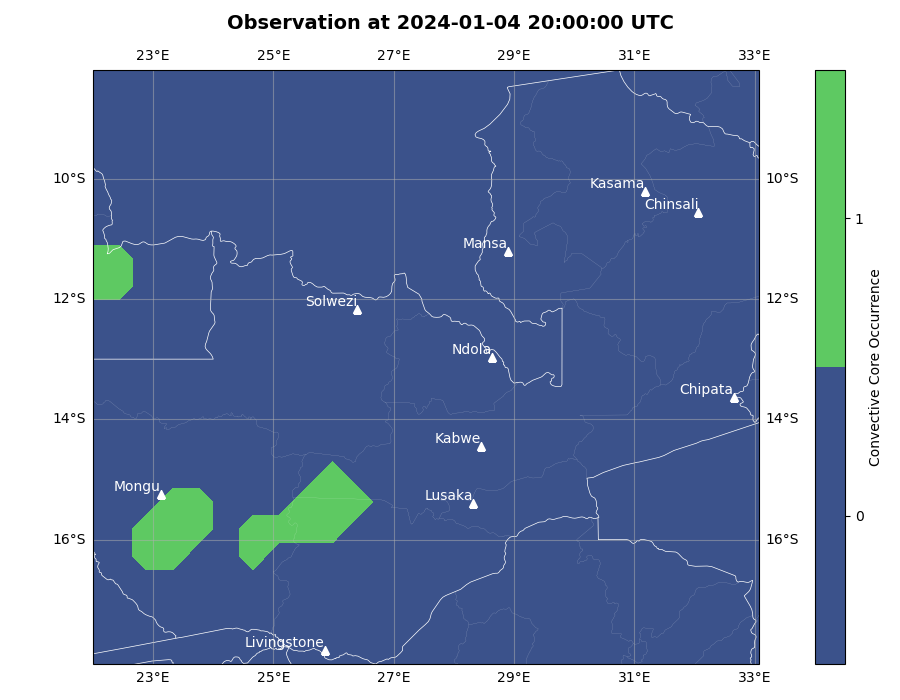 Observation at 2024-01-04 20:00:00 UTC
23°E 25°E 27°E 29°E 31°E 33°E
10°S 10°S
12°S 12°S
14°S 14°S
16°S 16°S
Kasama
Chinsali
Mansa
Solwezi
Ndola
Chipata
Kabwe
Mongu
Lusaka
Livingstone
23°E 25°E 27°E 29°E 31°E 33°E
1
0
Convective Core Occurrence